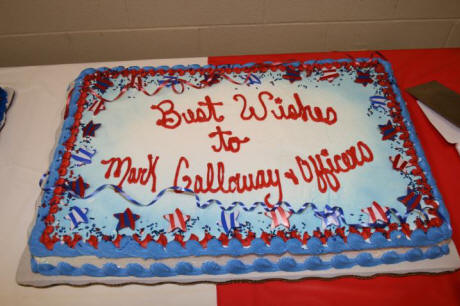 Best Wishes
to
Mark Galloway & Officers